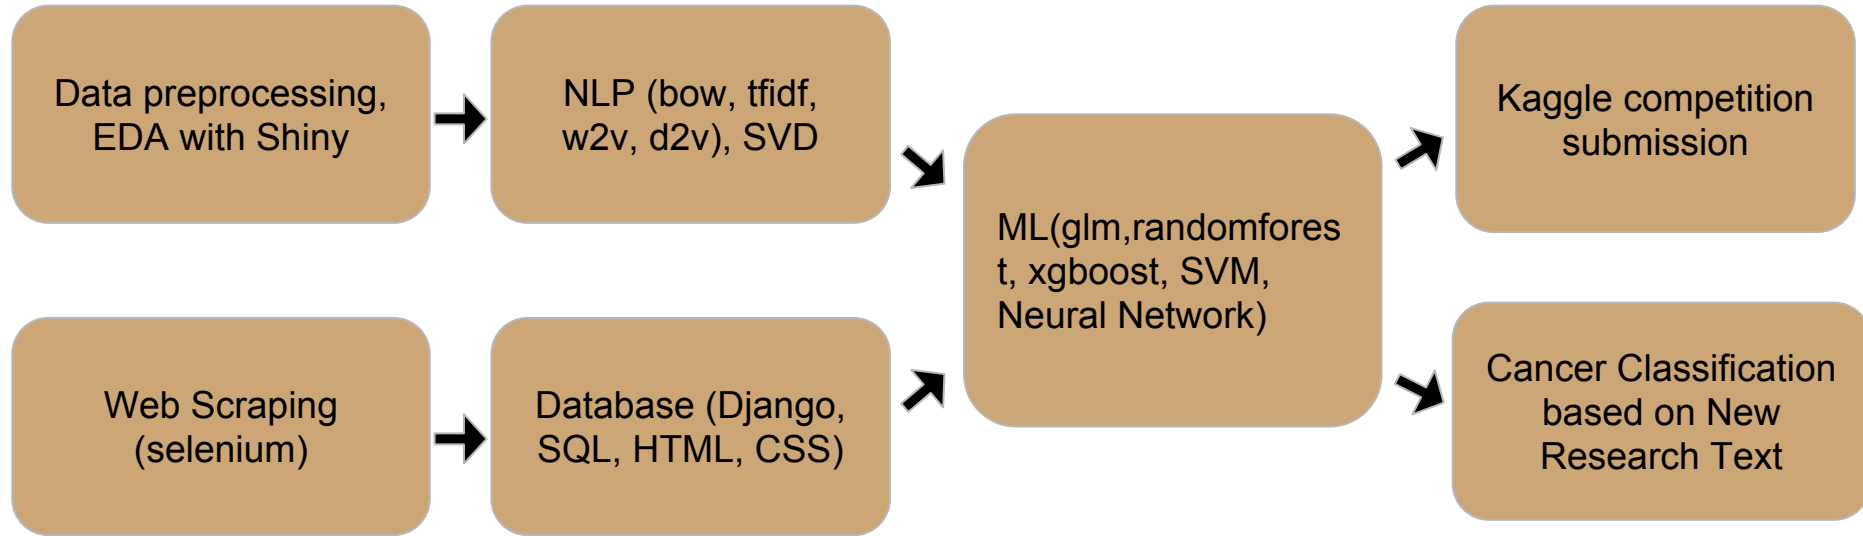 Data preprocessing,
EDA with Shiny
NLP (bow, tfidf,
w2v, d2v), SVD
Web Scraping
(selenium)
Database (Django,
SQL, HTML, CSS)
ML(glm,randomfores
t, xgboost, SVM,
Neural Network)
Kaggle competition
submission
Cancer Classification
based on New
Research Text